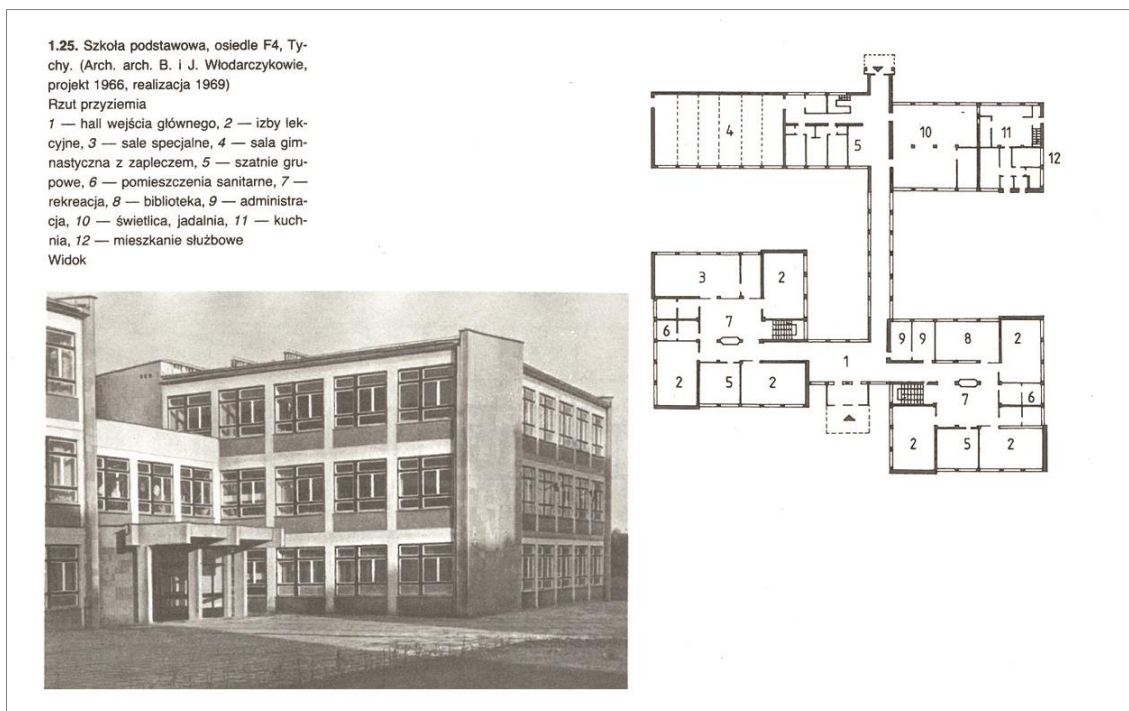 1.25. Szkoła podstawowa, osiedle F4, Ty-
chy. (Arch. arch. B. i J. Włodarczykowie,
projekt 1966, realizacja 1969)
Rzut przyziemia
1 — hall wejścia głównego, 2 — izby lek-
cyjne, 3 — sale specjalne, 4 — sala gim-
nastyczna z zapleczem, 5 — szatnie gru-
powe, 6 — pomieszczenia sanitarne, 7 —
rekreacja, 8 — biblioteka, 9 — administra-
cja, 10 — świetlica, jadalnia, 11 — kuch-
nia, 12 — mieszkanie służbowe
Widok
4
5
10
11
12
3
2
7
6
2
5
2
1
9
9
8
2
7
6
2
5
2